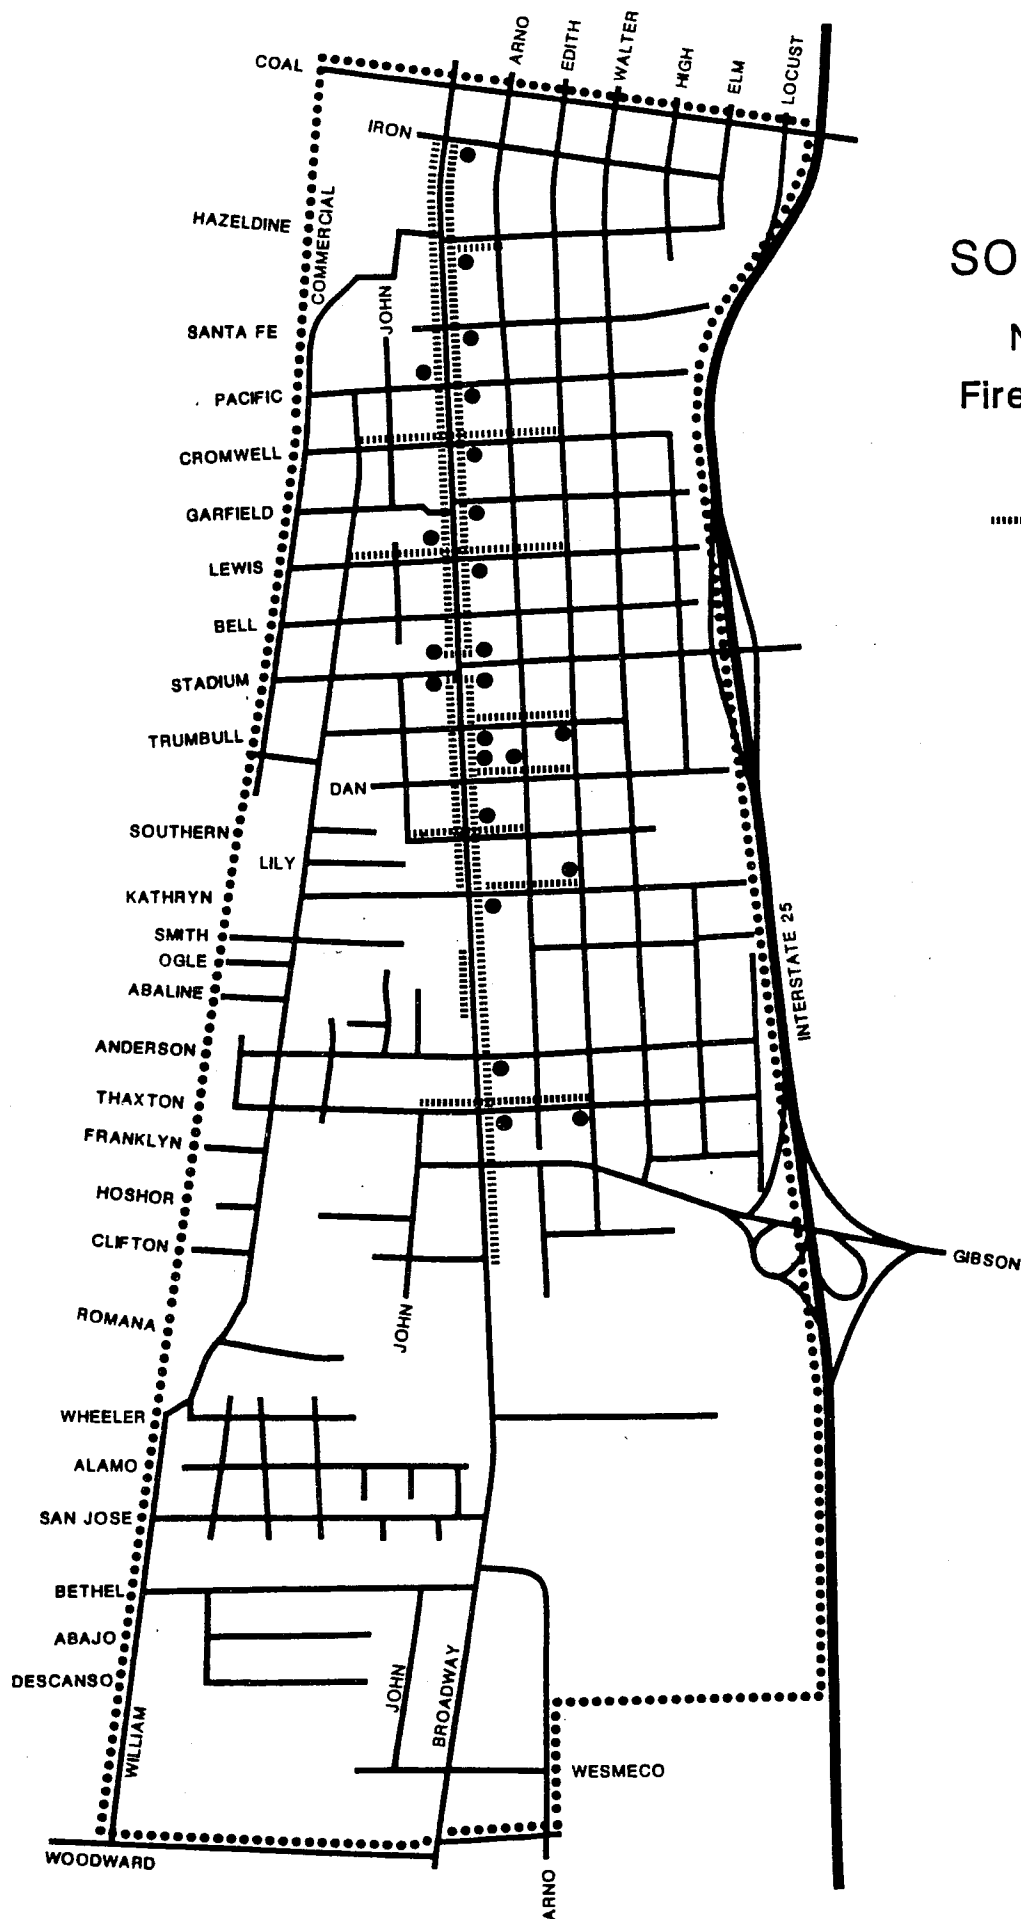 ARNO
EDITH
WALTER
HIGH
ELM
LOCUST
COAL
IRON
HAZELDINE
COMMERCIAL
JOHN
SANTA FE
PACIFIC
CROMWELL
GARFIELD
LEWIS
BELL
STADIUM
TRUMBULL
DAN
SOUTHERN
LILY
KATHRYN
SMITH
OGLE
ABALINE
INTERSTATE 25
ANDERSON
THAXTON
FRANKLYN
HOSHOR
CLIFTON
GIBSON
ROMANA
JOHN
WHEELER
ALAMO
SAN JOSE
BETHEL
ABAJO
DESCANSO
WILLIAM
JOHN
BROADWAY
WESMECO
WOODWARD
ARNO
SO
N
Fire